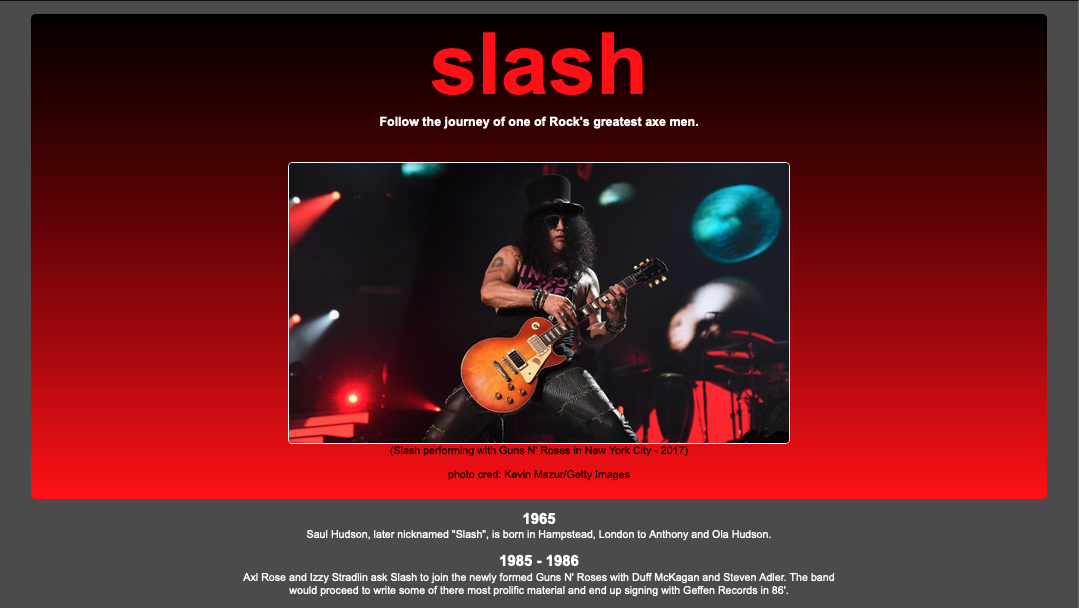 slash
Follow the journey of one of Rock's greatest axe men.
(Slash performing with Guns N' Roses in New York City - 2017)
photo cred: Kevin Mazur/Getty Images
1965
Saul Hudson, later nicknamed "Slash", is born in Hampstead, London to Anthony and Ola Hudson.
1985 - 1986
Axl Rose and Izzy Stradlin ask Slash to join the newly formed Guns N' Roses with Duff McKagan and Steven Adler. The band
would proceed to write some of there most prolific material and end up signing with Geffen Records in 86'.